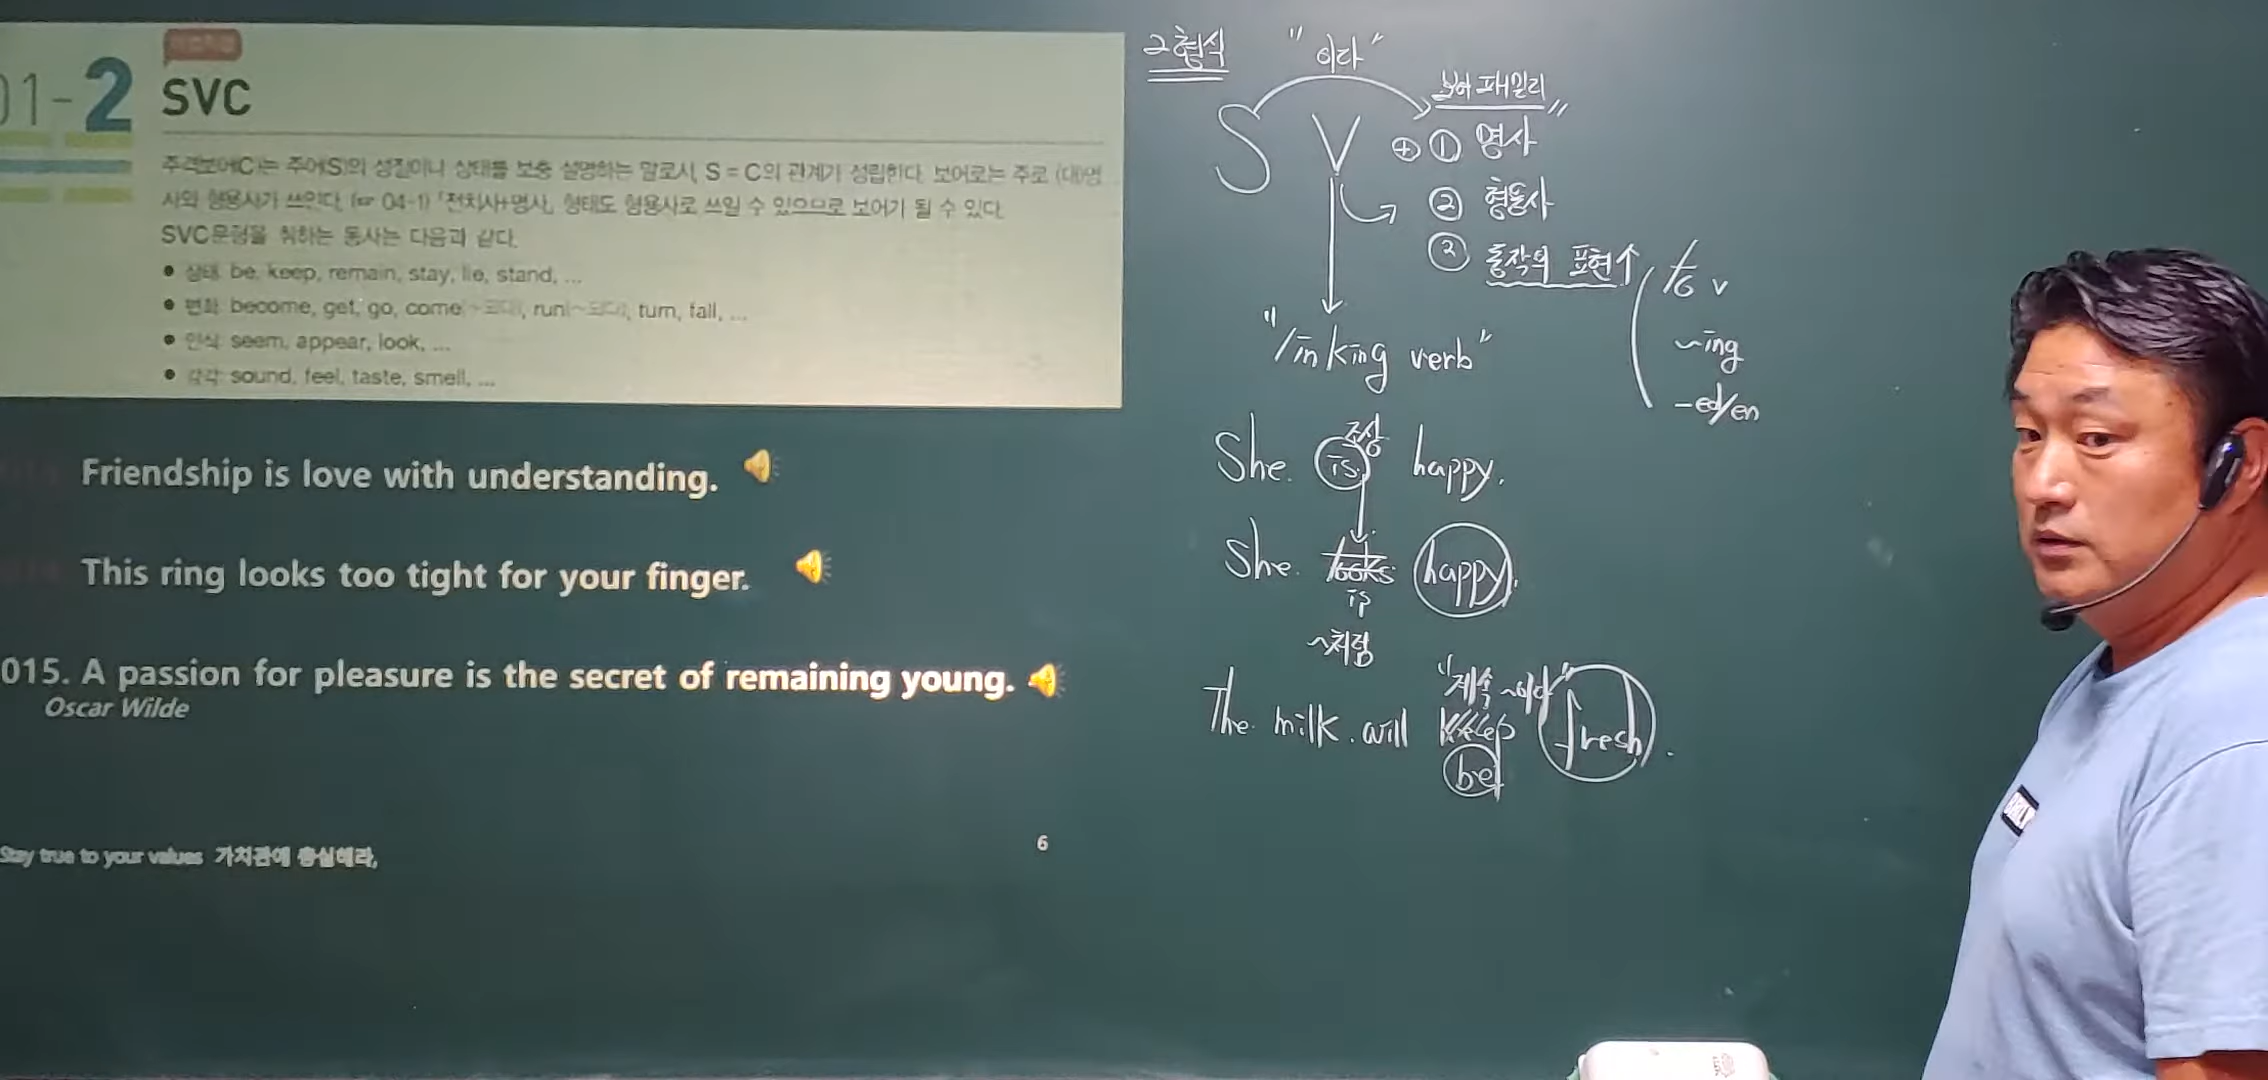 01-2
SVC
주격보어(C)는 주어(S)의 성질이나 상태를 보충 설명하는 말로서, S = C의 관계가 성립한다. 보어로는 주로 (대)명
사와 형용사가 쓰인다. (☞ 04-1) 「전치사+명사」 형태도 형용사로 쓰일 수 있으므로 보어가 될 수 있다.
SVC문형을 취하는 동사는 다음과 같다.
● 상태: be, keep, remain, stay, lie, stand, ...
● 변화: become, get, go, come(~되다), run(~되다), turn, fall, ...
● 인식: seem, appear, look, ...
● 감각: sound, feel, taste, smell, ...
Friendship is love with understanding.
This ring looks too tight for your finger.
015. A passion for pleasure is the secret of remaining young.
Oscar Wilde
Stay true to your values 가치관에 충실해라,
6
2형식 "이다"
보어 패밀리"
S V ⊕ ① 명사
② 형용사
③ 동작의 표현↑
to v
~ing
-ed/en
"linking verb"
조상
She is happy.
She looks happy.
is
~처럼
"계속 ~이다"
The milk will keep fresh.
be